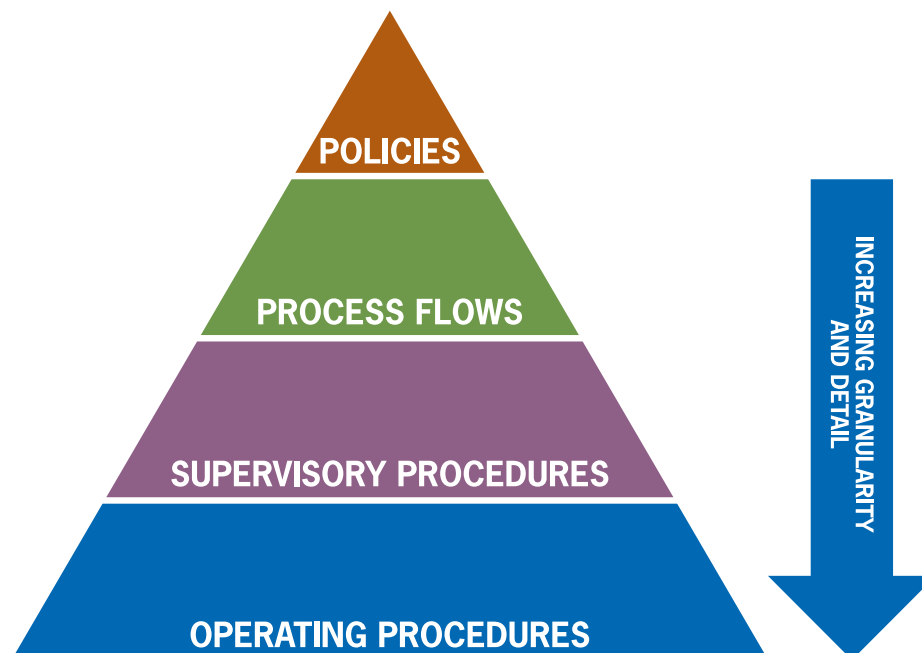 POLICIES
PROCESS FLOWS
SUPERVISORY PROCEDURES
OPERATING PROCEDURES
INCREASING GRANULARITY
AND DETAIL